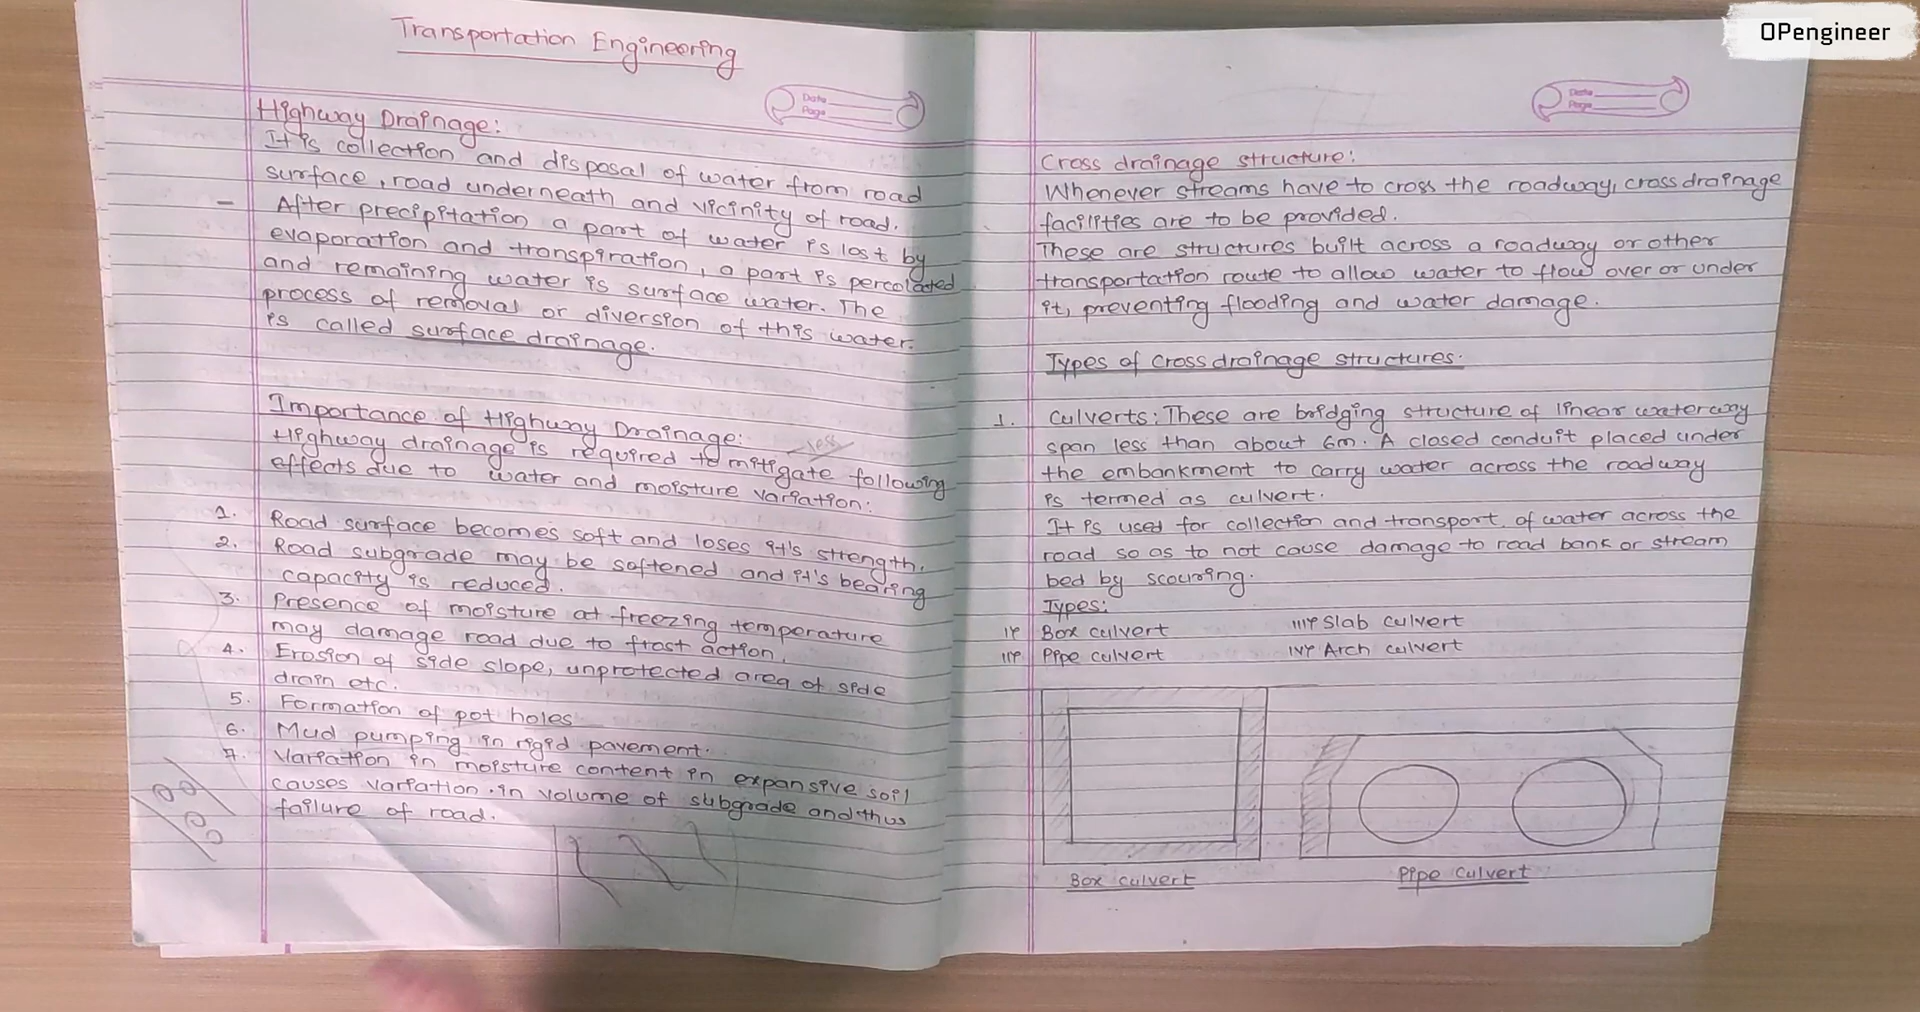 OPengineer
Transportation Engineering
Date
Page
Highway Drainage:
It is collection and disposal of water from road
surface, road underneath and vicinity of road.
- After precipitation a part of water is lost by
evaporation and transpiration, a part is percolated
and remaining water is surface water. The
process of removal or diversion of this water.
is called surface drainage.
Importance of Highway Drainage:
less
Highway drainage is required to mitigate following
effects due to water and moisture variation:
1. Road surface becomes soft and loses it's strength.
2. Road subgrade may be softened and it's bearing
capacity is reduced.
3. Presence of moisture at freezing temperature
may damage road due to frost action.
4. Erosion of side slope, unprotected area of side
drain etc.
5. Formation of pot holes
6. Mud pumping in rigid pavement.
7. Variation in moisture content in expansive soil
causes variation in volume of subgrade and thus
failure of road.
Date
Page
Cross drainage structure:
Whenever streams have to cross the roadway, cross drainage
facilities are to be provided.
These are structures built across a roadway or other
transportation route to allow water to flow over or under
it, preventing flooding and water damage.
Types of cross drainage structures.
1. Culverts: These are bridging structure of linear waterway
span less than about 6m. A closed conduit placed under
the embankment to carry water across the roadway
is termed as culvert.
It is used for collection and transport of water across the
road so as to not cause damage to road bank or stream
bed by scouring.
Types:
i) Box culvert iii) Slab culvert
ii) Pipe culvert iv) Arch culvert
Box culvert
Pipe culvert